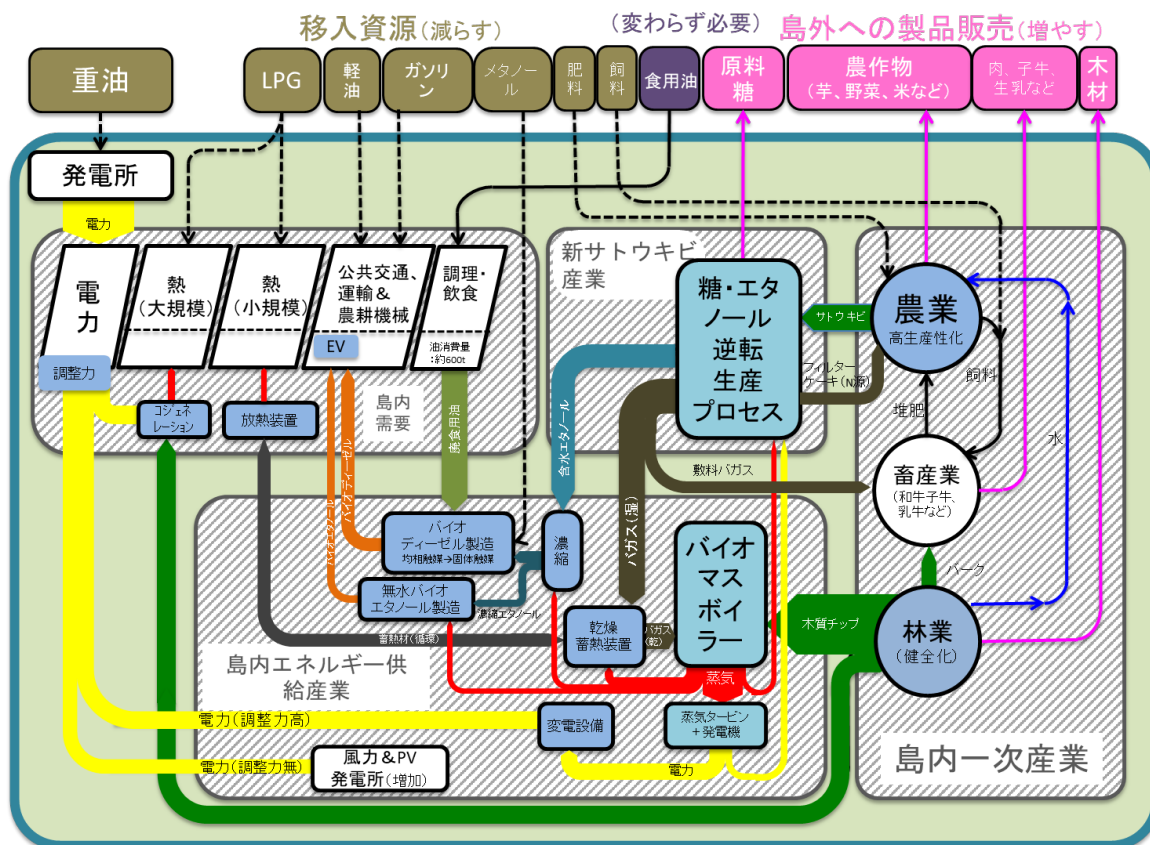 移入資源(減らす)
(変わらず必要)
島外への製品販売(増やす)
重油
LPG
軽
油
ガソリ
ン
メタノー
ル
肥
料
飼
料
食用油
原料
糖
農作物
(芋、野菜、米など)
肉、子牛、
生乳など
木
材
発電所
電力
電
力
調整力
熱
(大規模)
熱
(小規模)
公共交通、
運輸&
農耕機械
EV
調理・
飲食
油消費量
:約600t
コジェネ
レーション
放熱装置
島内
需要
新サトウキビ
産業
糖・エタ
ノール
逆転
生産
プロセス
サトウキビ
フィルター
ケーキ(N源)
農業
高生産性化
飼料
堆肥
水
畜産業
(和牛子牛、
乳牛など)
バーク
林業
(健全化)
島内一次産業
敷料バガス
バガス(湿)
含水エタノール
廃食用油
バイオディーゼル
バイオエタノール
バイオ
ディーゼル製造
均相触媒→固体触媒
濃
縮
無水バイオ
エタノール製造
濃縮エタノール
蓄熱材(循環)
乾燥
蓄熱装置
バガス
(乾)
バイオ
マス
ボイ
ラー
木質チップ
蒸気
蒸気タービン
+発電機
変電設備
電力
島内エネルギー供
給産業
電力(調整力高)
電力(調整力無)
風力&PV
発電所(増加)